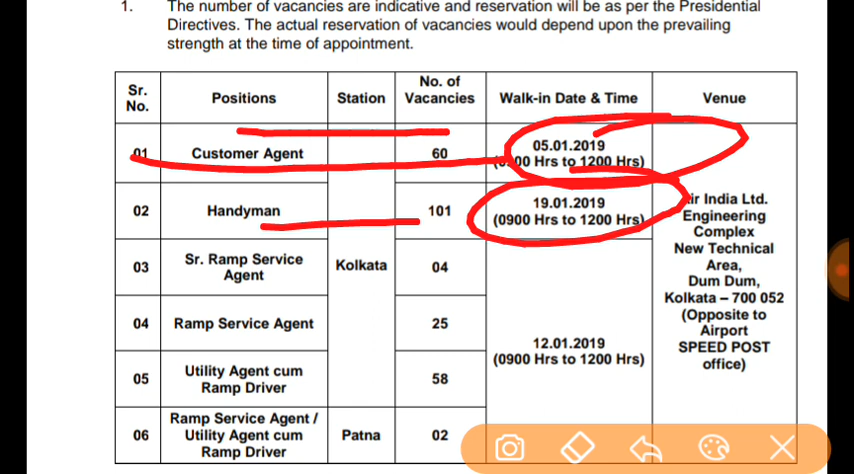 1. The number of vacancies are indicative and reservation will be as per the Presidential
Directives. The actual reservation of vacancies would depend upon the prevailing
strength at the time of appointment.
Sr. No. Positions Station No. of Vacancies Walk-in Date & Time Venue
01 Customer Agent 60 05.01.2019
00 Hrs to 1200 Hrs)
02 Handyman 101 19.01.2019
(0900 Hrs to 1200 Hrs)
03 Sr. Ramp Service
Agent
Kolkata
04
04 Ramp Service Agent 25
05 Utility Agent cum
Ramp Driver
58
12.01.2019
(0900 Hrs to 1200 Hrs)
06 Ramp Service Agent /
Utility Agent cum
Ramp Driver
Patna 02
India Ltd.
Engineering
Complex
New Technical
Area,
Dum Dum,
Kolkata – 700 052
(Opposite to
Airport
SPEED POST
office)